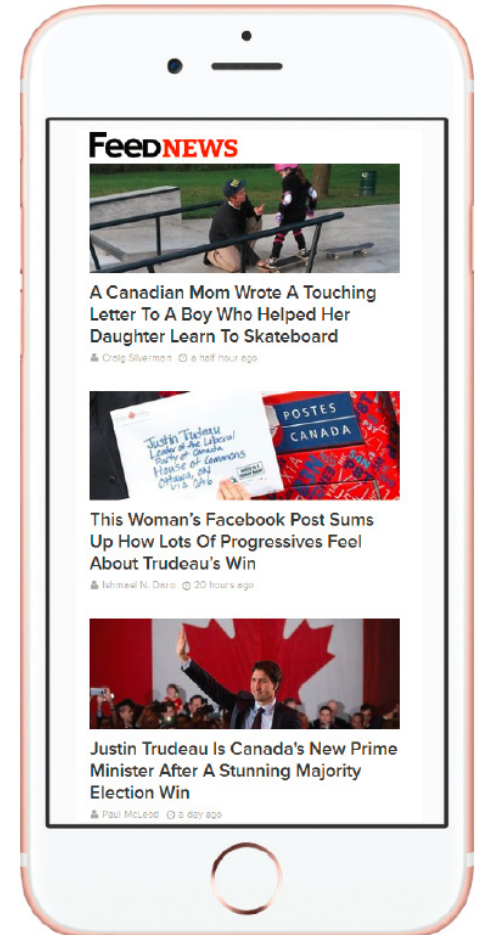 FeedNEWS
A Canadian Mom Wrote A Touching
Letter To A Boy Who Helped Her
Daughter Learn To Skateboard
Craig Silverman a half hour ago
Justin Trudeau
Leader of the Liberal
Party of Canada
House of Commons
Ottawa, ON
K1A 0A6
POSTES
CANADA
This Woman's Facebook Post Sums
Up How Lots Of Progressives Feel
About Trudeau's Win
Ishmael N. Daro 20 hours ago
Justin Trudeau Is Canada's New Prime
Minister After A Stunning Majority
Election Win
Paul McLeod a day ago